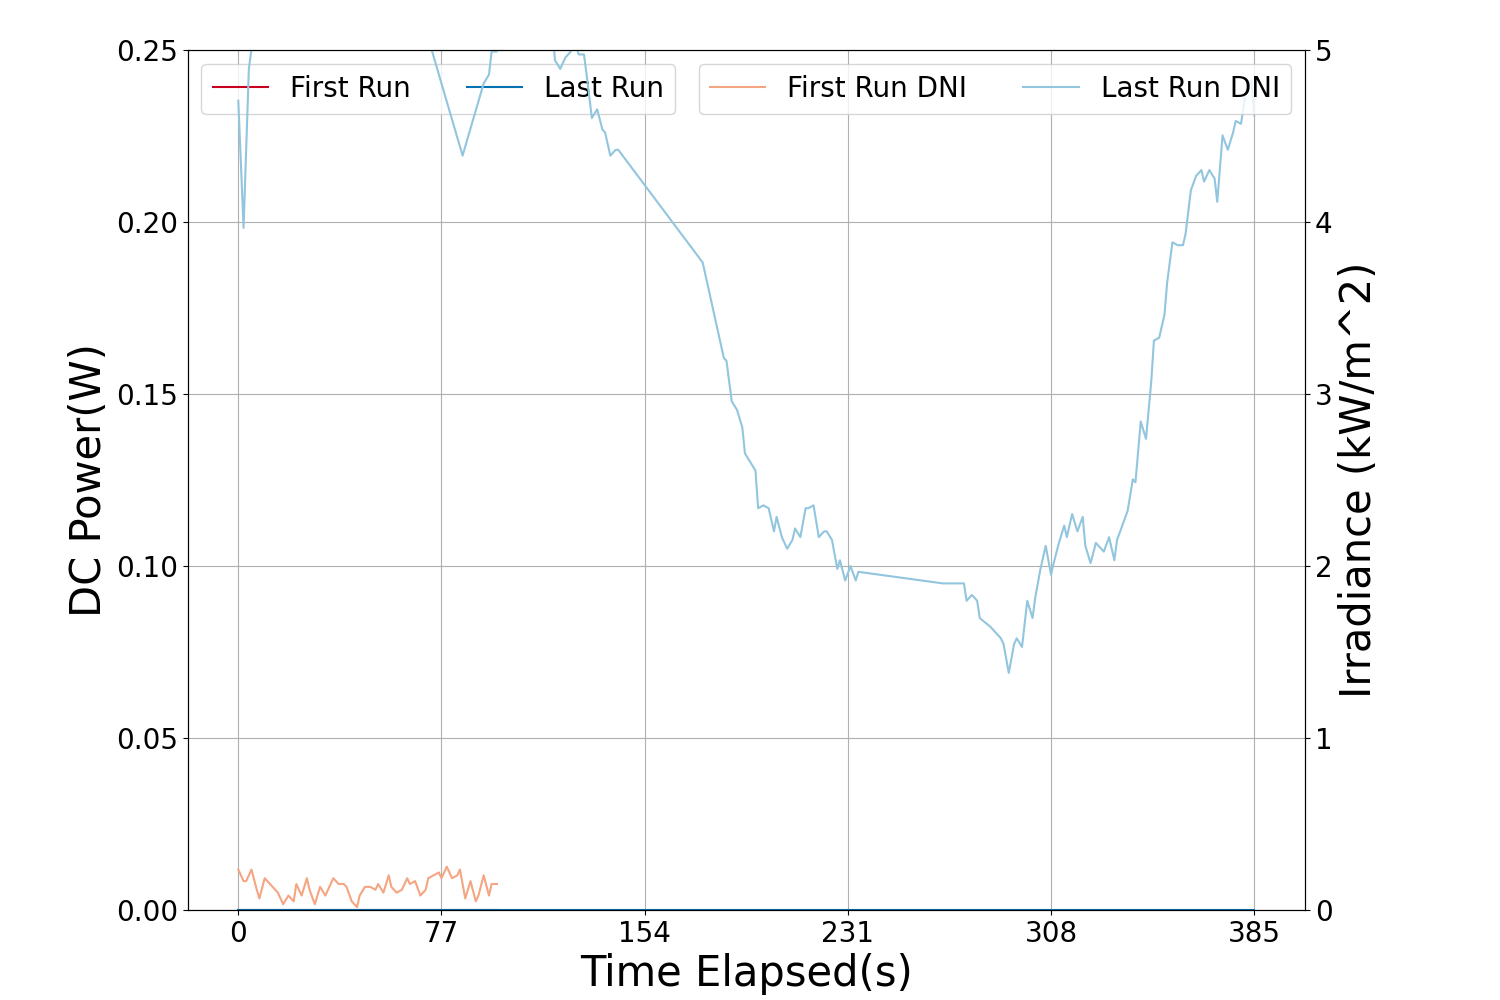 First Run
Last Run
First Run DNI
Last Run DNI
0.25
0.20
0.15
0.10
0.05
0.00
DC Power(W)
5
4
3
2
1
0
Irradiance (kW/m^2)
0 77 154 231 308 385
Time Elapsed(s)